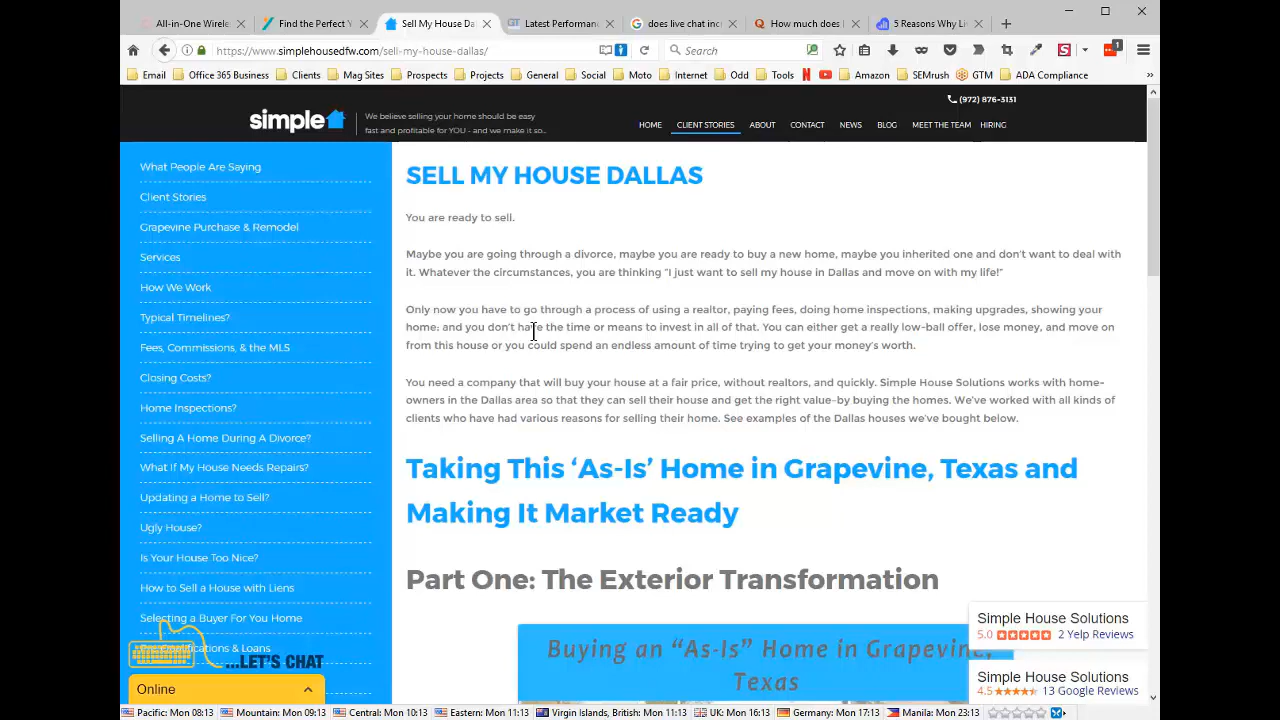 All-in-One Wirele
Find the Perfect Y
Sell My House Da
Latest Performanc
does live chat inc
How much does
5 Reasons Why Li
https://www.simplehousedfw.com/sell-my-house-dallas/
Search
1
Email Office 365 Business Clients Mag Sites Prospects Projects General Social Moto Internet Odd Tools Amazon SEMrush GTM ADA Compliance
(972) 876-3131
simple
We believe selling your home should be easy
fast and profitable for YOU - and we make it so...
HOME CLIENT STORIES ABOUT CONTACT NEWS BLOG MEET THE TEAM HIRING
What People Are Saying
Client Stories
Grapevine Purchase & Remodel
Services
How We Work
Typical Timelines?
Fees, Commissions, & the MLS
Closing Costs?
Home Inspections?
Selling A Home During A Divorce?
What If My House Needs Repairs?
Updating a Home to Sell?
Ugly House?
Is Your House Too Nice?
How to Sell a House with Liens
Selecting a Buyer For You Home
& Loans
...LET'S CHAT
Online
SELL MY HOUSE DALLAS
You are ready to sell.
Maybe you are going through a divorce, maybe you are ready to buy a new home, maybe you inherited one and don't want to deal with
it. Whatever the circumstances, you are thinking "I just want to sell my house in Dallas and move on with my life!"
Only now you have to go through a process of using a realtor, paying fees, doing home inspections, making upgrades, showing your
home: and you don't have the time or means to invest in all of that. You can either get a really low-ball offer, lose money, and move on
from this house or you could spend an endless amount of time trying to get your money's worth.
You need a company that will buy your house at a fair price, without realtors, and quickly. Simple House Solutions works with home-
owners in the Dallas area so that they can sell their house and get the right value–by buying the homes. We've worked with all kinds of
clients who have had various reasons for selling their home. See examples of the Dallas houses we've bought below.
Taking This 'As-Is' Home in Grapevine, Texas and
Making It Market Ready
Part One: The Exterior Transformation
Buying an "As-Is" Home in Grapevine,
Texas
Simple House Solutions
5.0 2 Yelp Reviews
Simple House Solutions
4.5 13 Google Reviews
Pacific: Mon 08:13 Mountain: Mon 09:13 Central: Mon 10:13 Eastern: Mon 11:13 Virgin Islands, British: Mon 11:13 UK: Mon 16:13 Germany: Mon 17:13 Manila: Mon 23:13